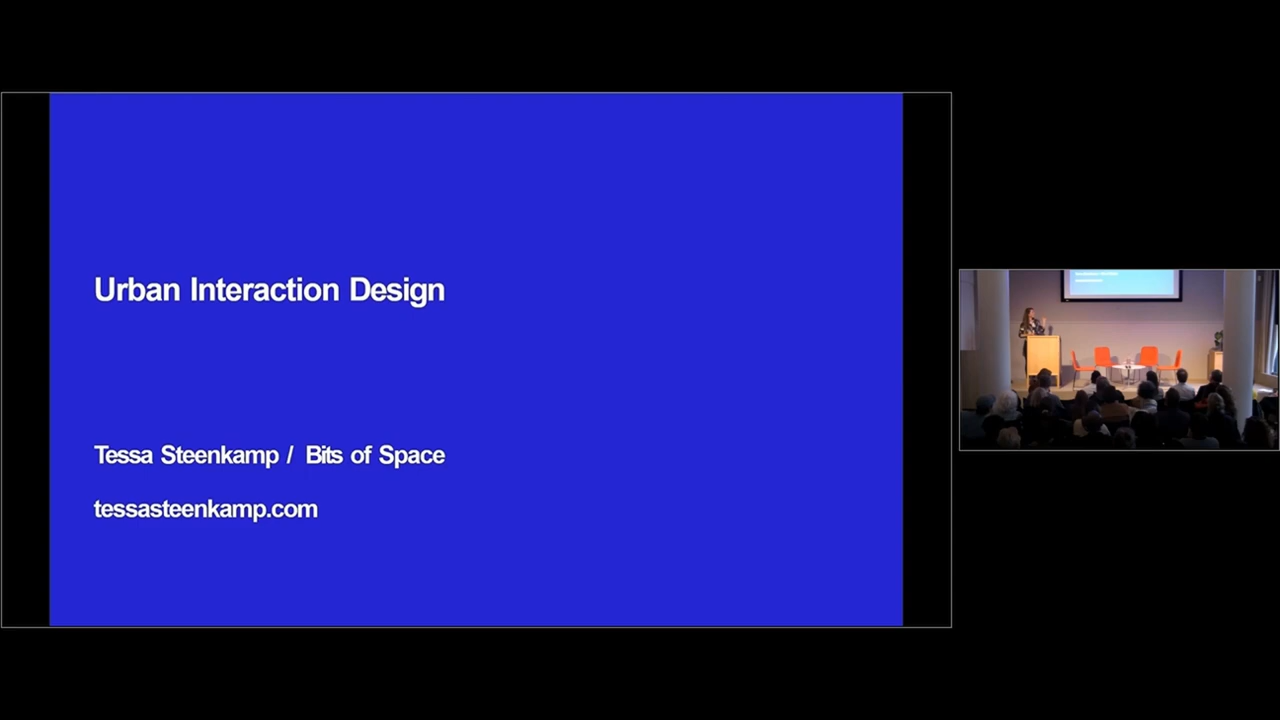 Urban Interaction Design
Tessa Steenkamp / Bits of Space
tessasteenkamp.com